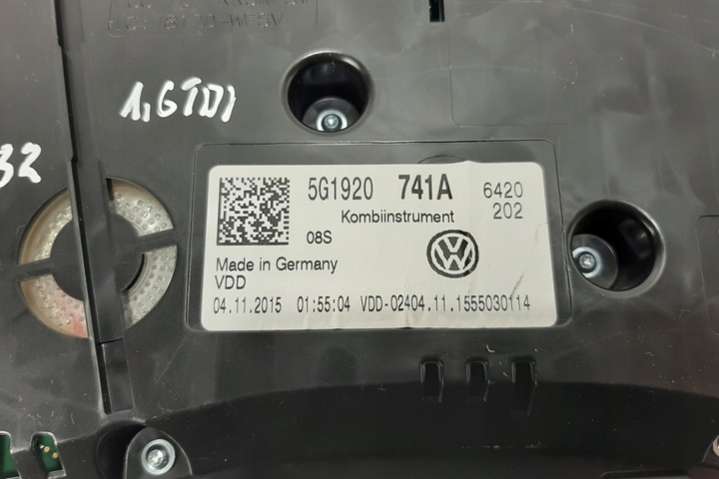 1,6TDI
32
5G1920 741A 6420
Kombiinstrument 202
08S
Made in Germany
VDD
04.11.2015 01:55:04 VDD-02404.11.1555030114